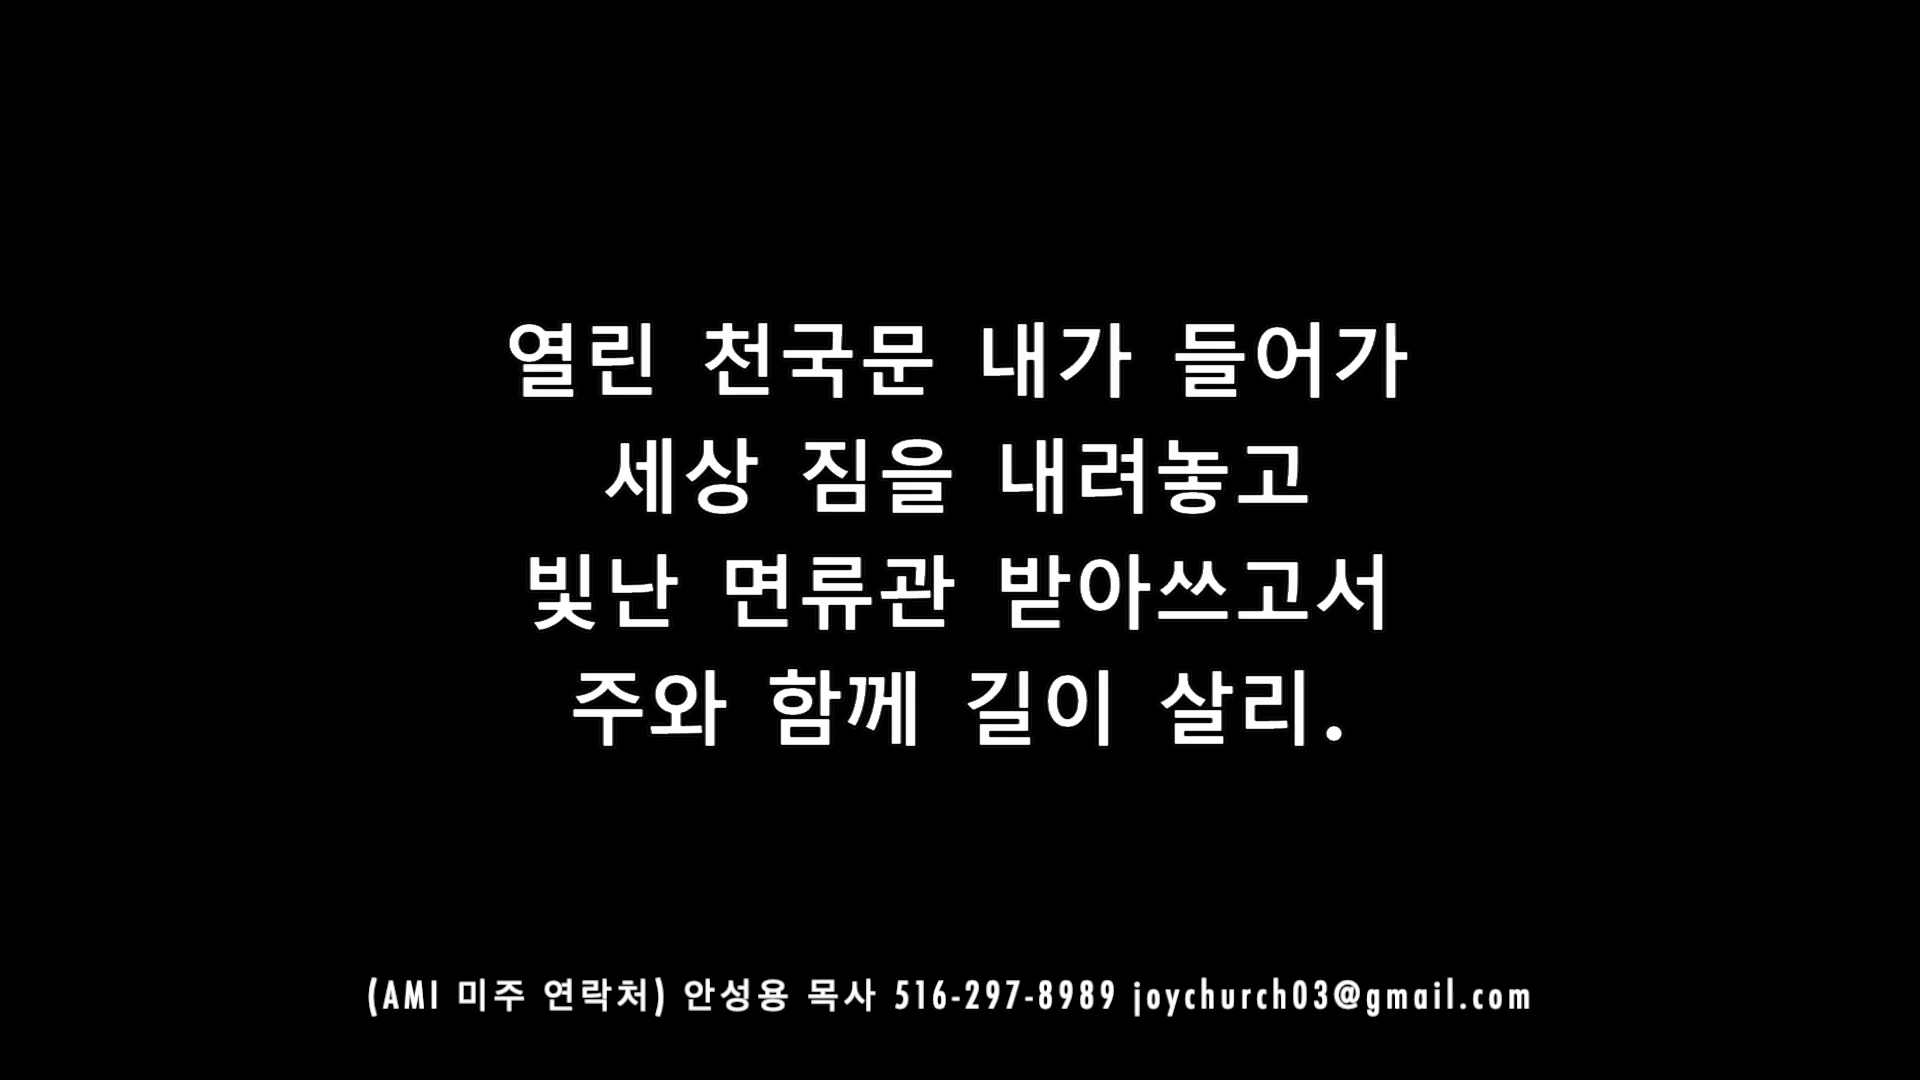 열린 천국문 내가 들어가
세상 짐을 내려놓고
빛난 면류관 받아쓰고서
주와 함께 길이 살리.
(AMI 미주 연락처) 안성용 목사 516-297-8989 joychurch03@gmail.com